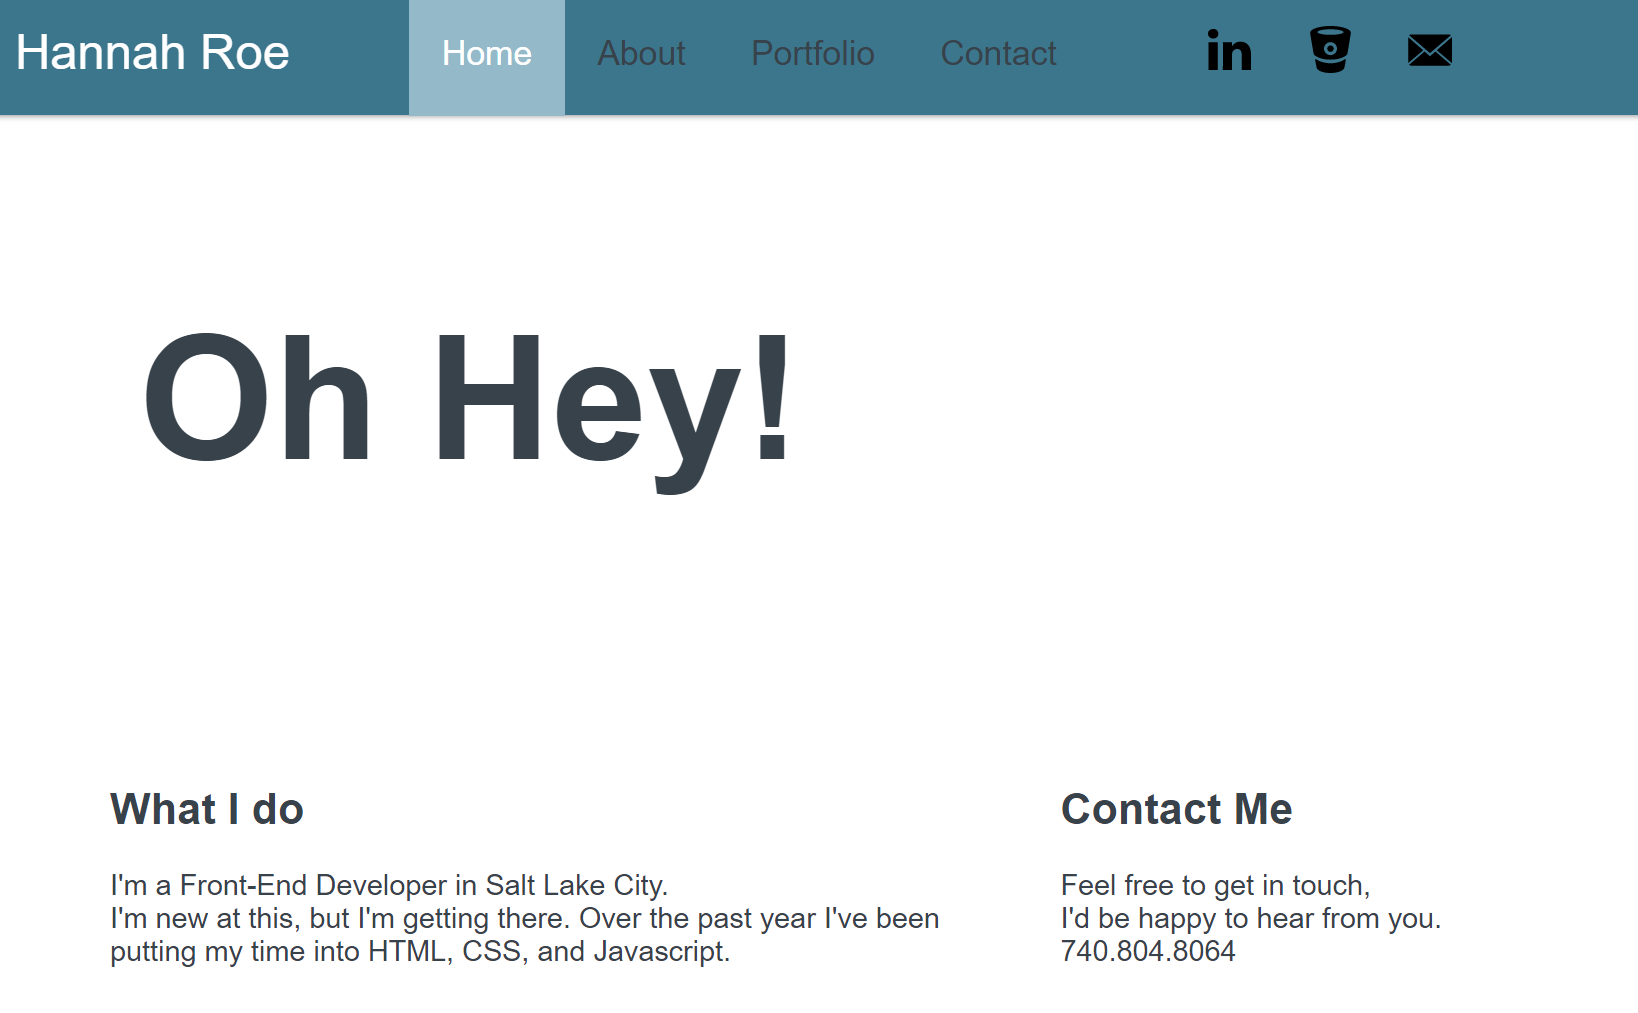 Hannah Roe
Home
About
Portfolio
Contact
in
Oh Hey!
What I do
I'm a Front-End Developer in Salt Lake City.
I'm new at this, but I'm getting there. Over the past year I've been
putting my time into HTML, CSS, and Javascript.
Contact Me
Feel free to get in touch,
I'd be happy to hear from you.
740.804.8064